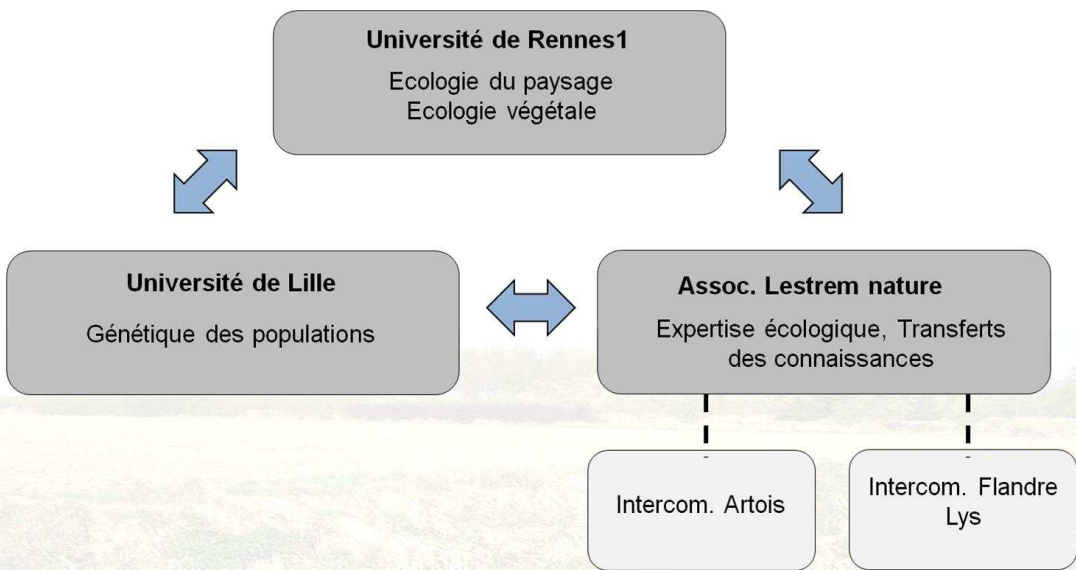 Université de Rennes1
Ecologie du paysage
Ecologie végétale
Université de Lille
Génétique des populations
Assoc. Lestrem nature
Expertise écologique, Transferts
des connaissances
Intercom. Artois
Intercom. Flandre
Lys